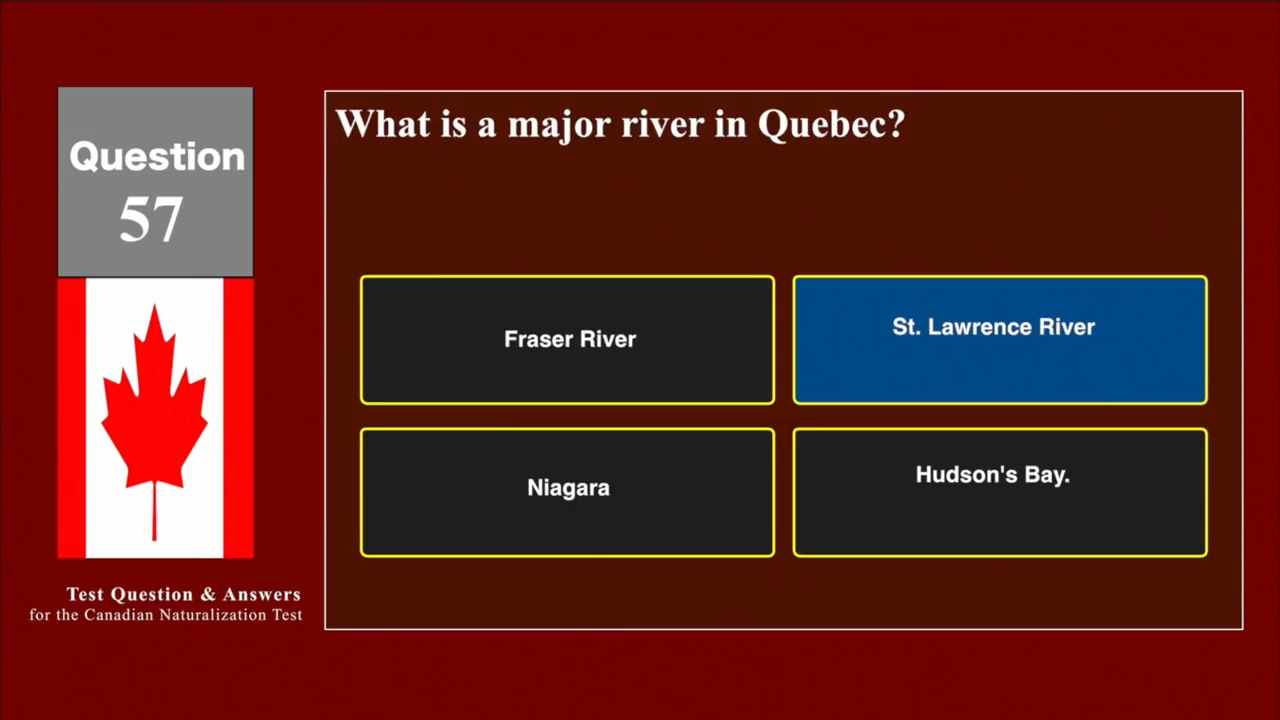 Question
57
What is a major river in Quebec?
Fraser River
St. Lawrence River
Niagara
Hudson's Bay.
Test Question & Answers
for the Canadian Naturalization Test